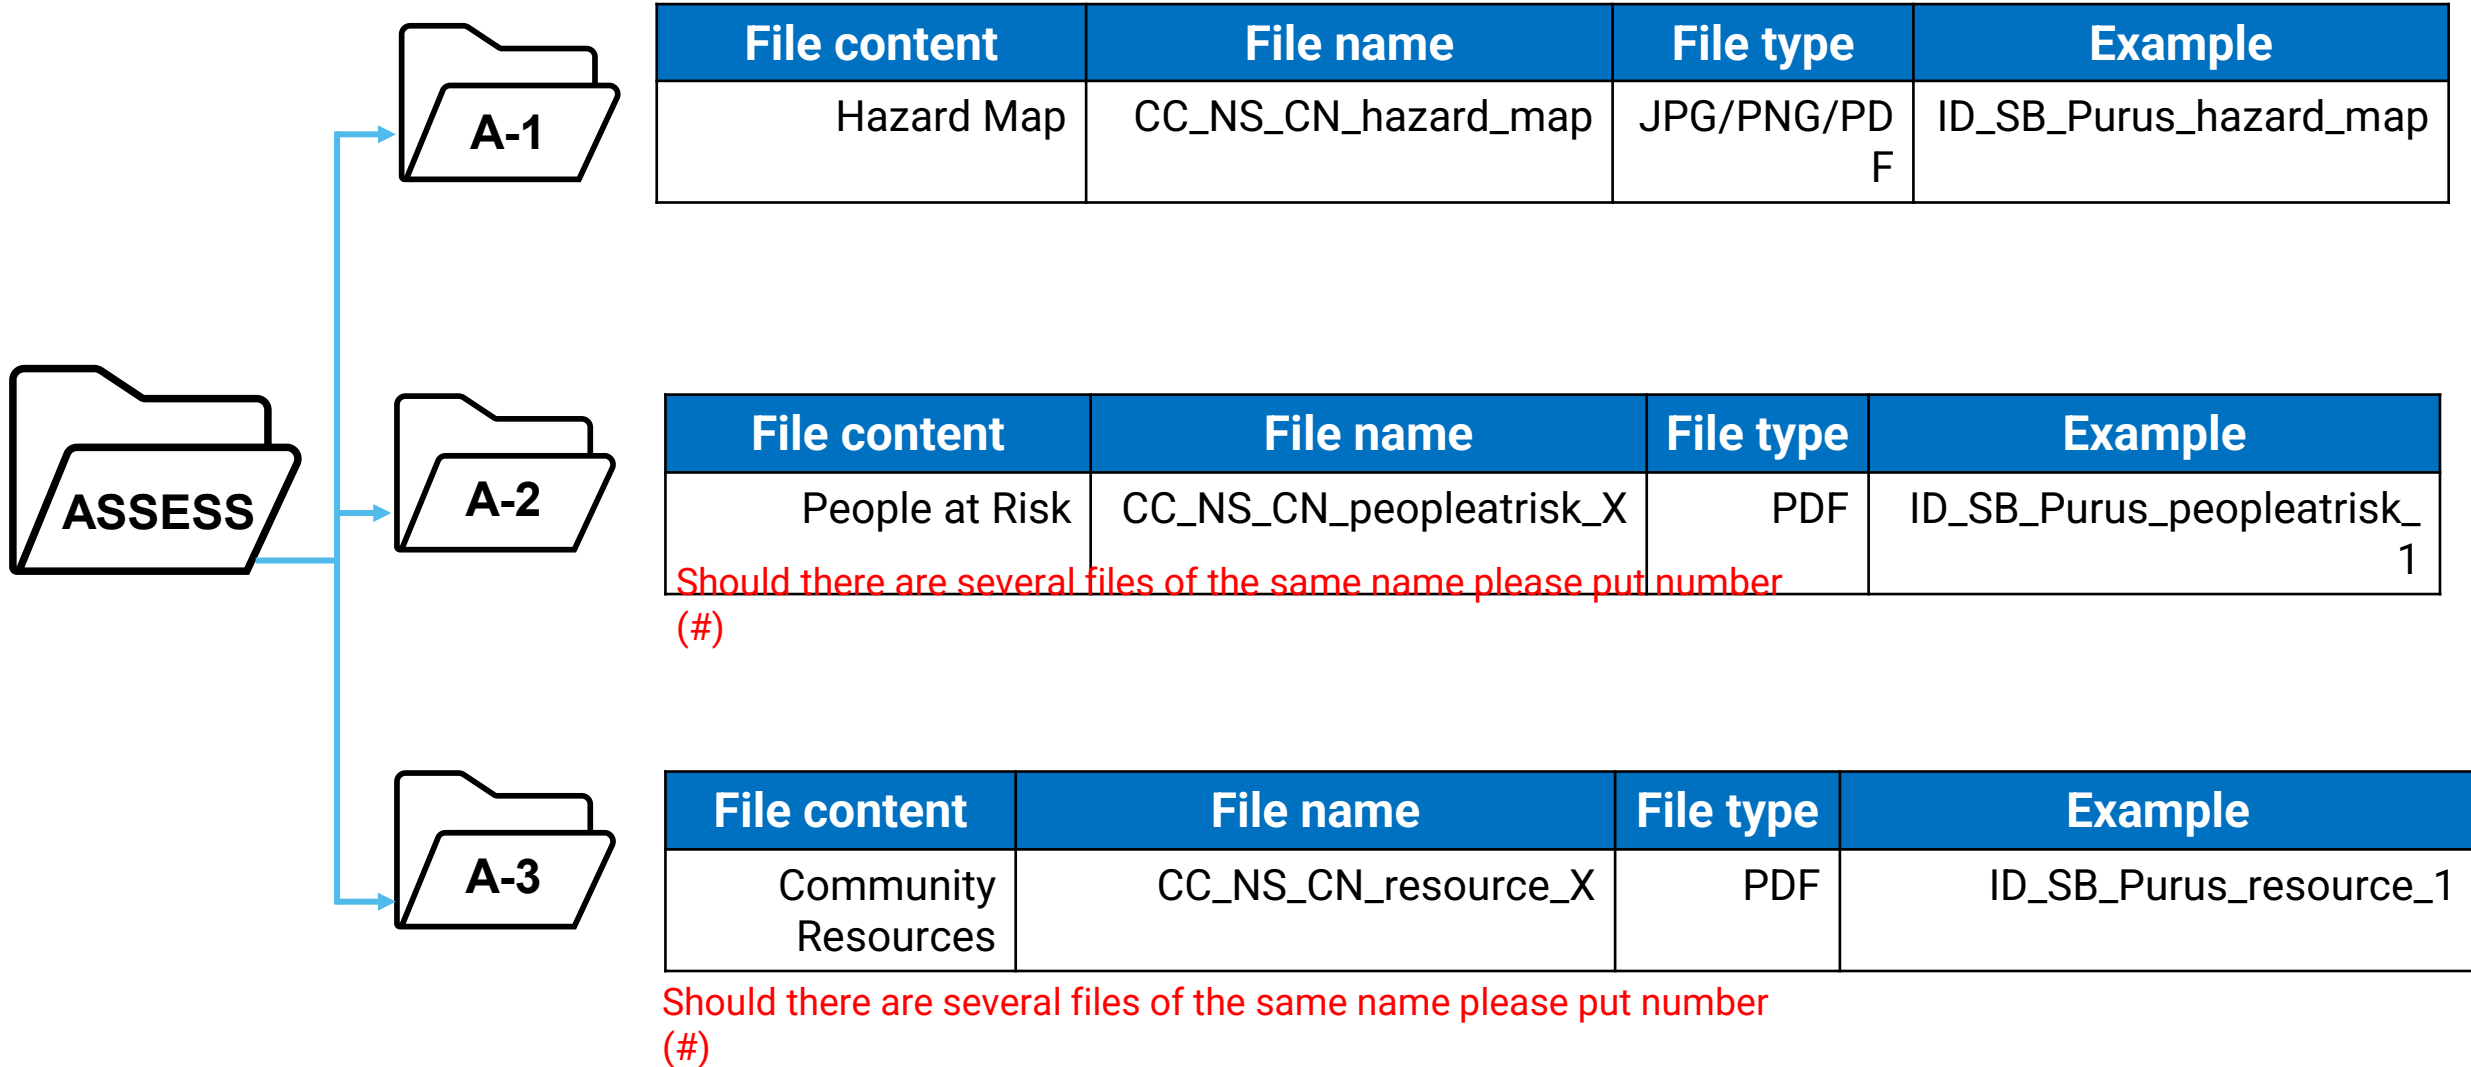 File content File name File type Example
Hazard Map CC_NS_CN_hazard_map JPG/PNG/PD ID_SB_Purus_hazard_map
F
A-1
File content File name File type Example
People at Risk CC_NS_CN_peopleatrisk_X PDF ID_SB_Purus_peopleatrisk_
1
A-2
ASSESS
Should there are several files of the same name please put number
(#)
File content File name File type Example
Community CC_NS_CN_resource_X PDF ID_SB_Purus_resource_1
Resources
A-3
Should there are several files of the same name please put number
(#)